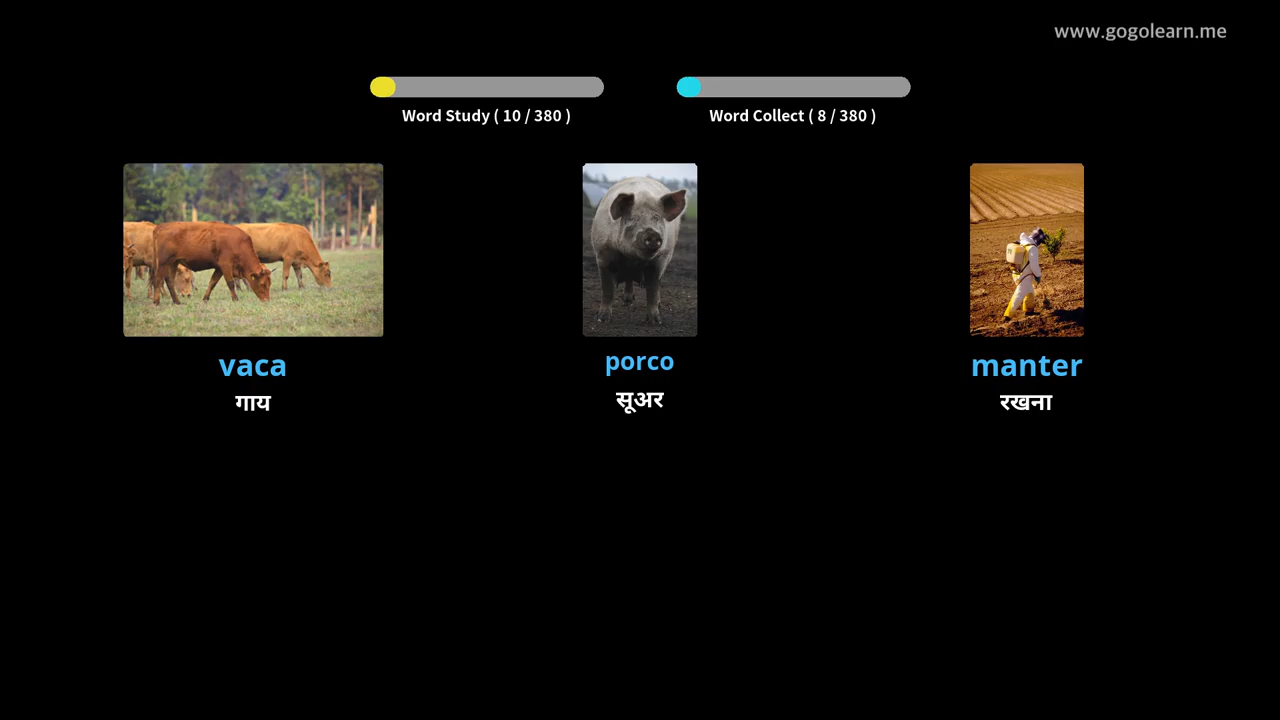 www.gogolearn.me
Word Study ( 10 / 380 )
Word Collect ( 8 / 380 )
vaca
गाय
porco
सूअर
manter
रखना